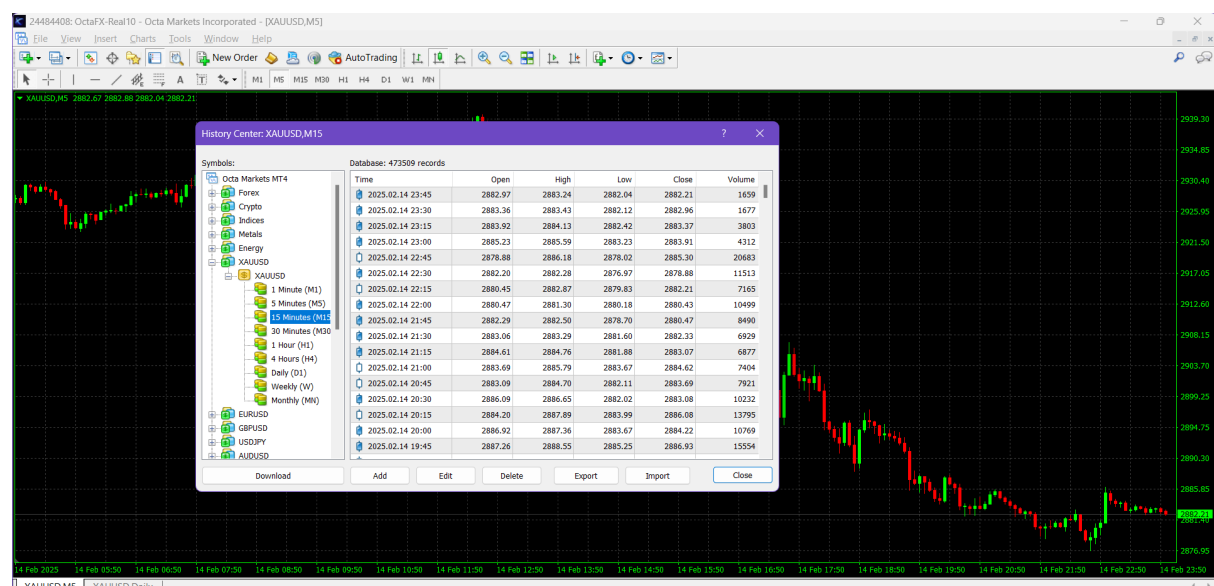 24484408: OctaFX-Real10 - Octa Markets Incorporated - [XAUUSD,M5]
File View Insert Charts Tools Window Help
New Order AutoTrading
A T M1 M5 M15 M30 H1 H4 D1 W1 MN
XAUUSD,M5 2882.67 2882.88 2882.04 2882.21
History Center: XAUUSD,M15 ?
Symbols: Database: 473509 records
Octa Markets MT4
Forex
Crypto
Indices
Metals
Energy
XAUUSD
XAUUSD
1 Minute (M1)
5 Minutes (M5)
15 Minutes (M15
30 Minutes (M30
1 Hour (H1)
4 Hours (H4)
Daily (D1)
Weekly (W)
Monthly (MN)
EURUSD
GBPUSD
USDJPY
AUDUSD
Time Open High Low Close Volume
2025.02.14 23:45 2882.97 2883.24 2882.04 2882.21 1659
2025.02.14 23:30 2883.36 2883.43 2882.12 2882.96 1677
2025.02.14 23:15 2883.92 2884.13 2882.42 2883.37 3803
2025.02.14 23:00 2885.23 2885.59 2883.23 2883.91 4312
2025.02.14 22:45 2878.88 2886.18 2878.02 2885.30 20683
2025.02.14 22:30 2882.20 2882.28 2876.97 2878.88 11513
2025.02.14 22:15 2880.45 2882.87 2879.83 2882.21 7165
2025.02.14 22:00 2880.47 2881.30 2880.18 2880.43 10499
2025.02.14 21:45 2882.29 2882.50 2878.70 2880.47 8490
2025.02.14 21:30 2883.06 2883.29 2881.60 2882.33 6929
2025.02.14 21:15 2884.61 2884.76 2881.88 2883.07 6877
2025.02.14 21:00 2883.69 2885.79 2883.67 2884.62 7404
2025.02.14 20:45 2883.09 2884.70 2882.11 2883.69 7921
2025.02.14 20:30 2886.09 2886.65 2882.02 2883.08 10232
2025.02.14 20:15 2884.20 2887.89 2883.99 2886.08 13795
2025.02.14 20:00 2886.92 2887.36 2883.67 2884.22 10769
2025.02.14 19:45 2887.26 2888.55 2885.25 2886.93 15554
Download Add Edit Delete Export Import Close
2939.30
2934.85
2930.40
2925.95
2921.50
2917.05
2912.60
2908.15
2903.70
2899.25
2894.75
2890.30
2885.85
2882.21
2881.40
2876.95
14 Feb 2025 14 Feb 05:50 14 Feb 06:50 14 Feb 07:50 14 Feb 08:50 14 Feb 09:50 14 Feb 10:50 14 Feb 11:50 14 Feb 12:50 14 Feb 13:50 14 Feb 14:50 14 Feb 15:50 14 Feb 16:50 14 Feb 17:50 14 Feb 18:50 14 Feb 19:50 14 Feb 20:50 14 Feb 21:50 14 Feb 22:50 14 Feb 23:50
XAUUSD,M5 XAUUSD,Daily